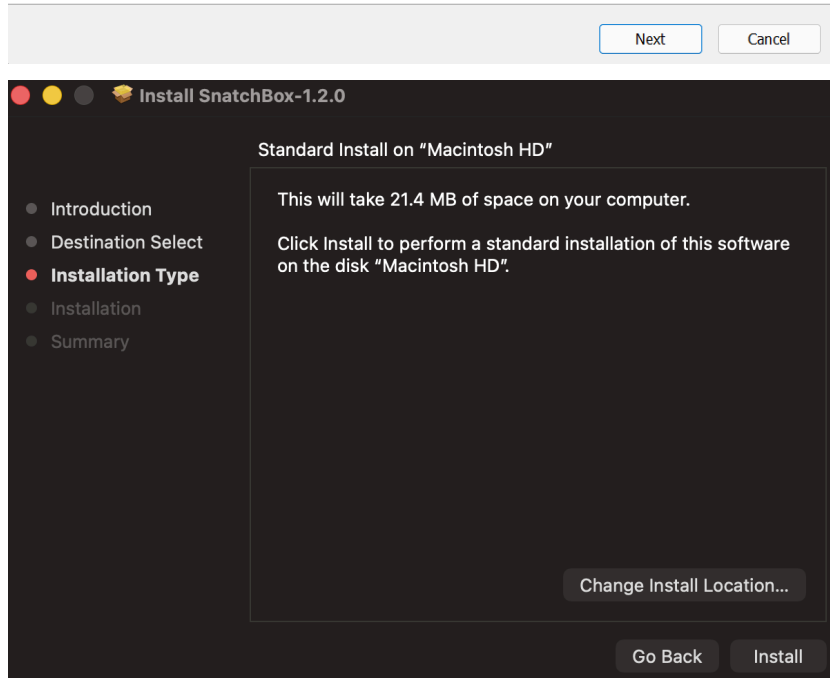 Next Cancel
Install SnatchBox-1.2.0
Standard Install on “Macintosh HD”
Introduction
Destination Select
Installation Type
Installation
Summary
This will take 21.4 MB of space on your computer.
Click Install to perform a standard installation of this software
on the disk “Macintosh HD”.
Change Install Location...
Go Back Install